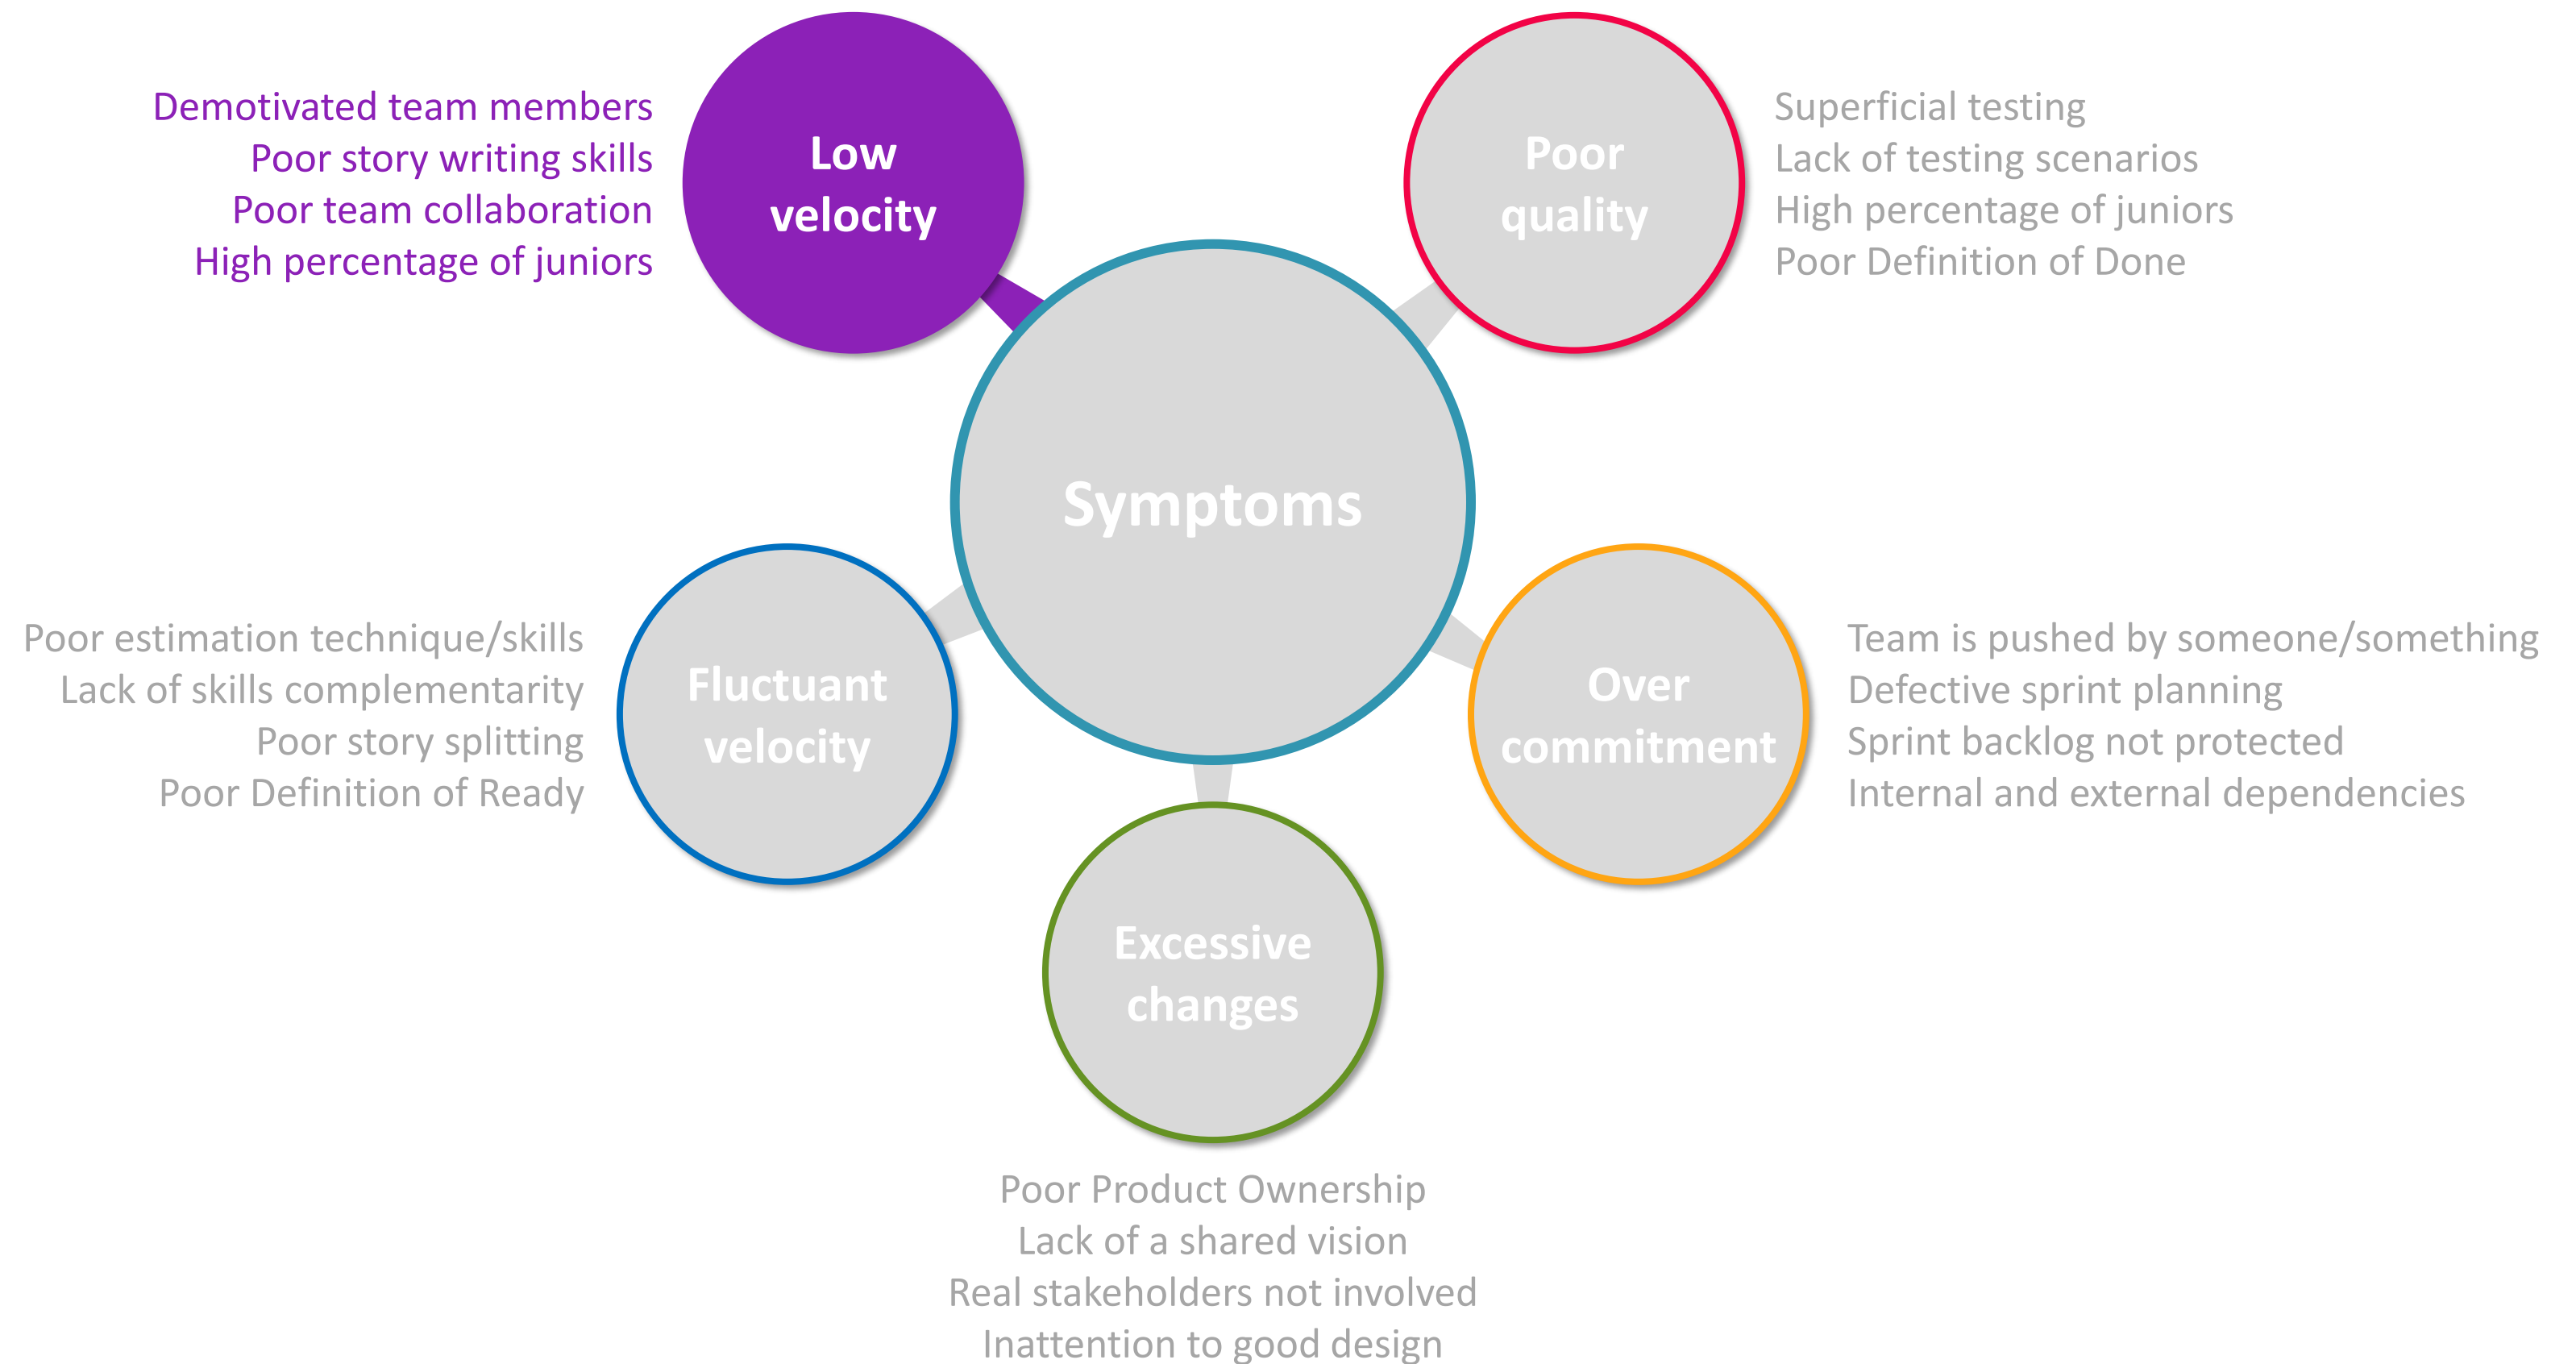 Demotivated team members
Poor story writing skills
Poor team collaboration
High percentage of juniors
Low
velocity
Poor
quality
Superficial testing
Lack of testing scenarios
High percentage of juniors
Poor Definition of Done
Symptoms
Poor estimation technique/skills
Lack of skills complementarity
Poor story splitting
Poor Definition of Ready
Fluctuant
velocity
Over
commitment
Team is pushed by someone/something
Defective sprint planning
Sprint backlog not protected
Internal and external dependencies
Excessive
changes
Poor Product Ownership
Lack of a shared vision
Real stakeholders not involved
Inattention to good design